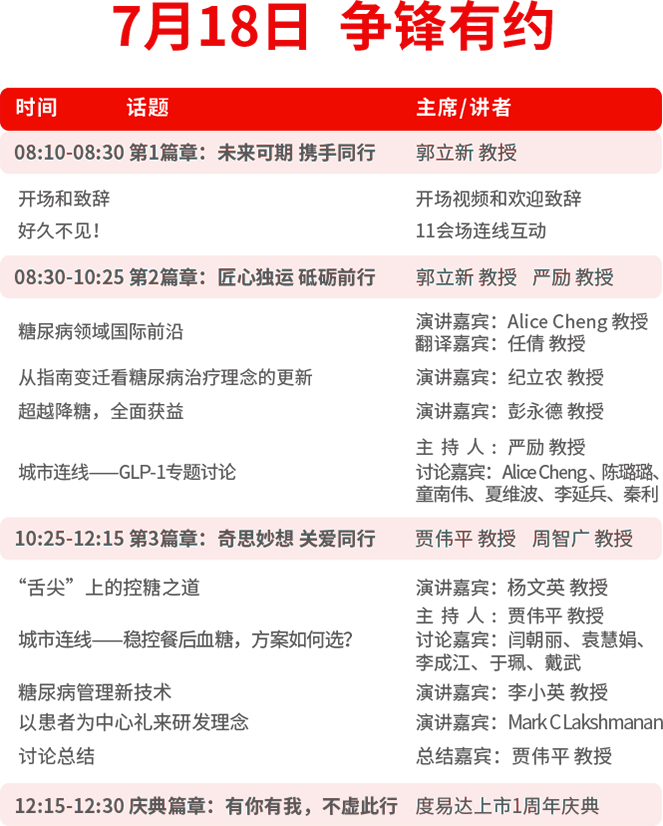 7月18日 争锋有约
时间 话题 主席/讲者
08:10-08:30 第1篇章：未来可期 携手同行 郭立新 教授
开场和致辞 开场视频和欢迎致辞
好久不见！ 11会场连线互动
08:30-10:25 第2篇章：匠心独运 砥砺前行 郭立新 教授 严励 教授
糖尿病领域国际前沿 演讲嘉宾：Alice Cheng 教授
翻译嘉宾：任倩 教授
从指南变迁看糖尿病治疗理念的更新 演讲嘉宾：纪立农 教授
超越降糖，全面获益 演讲嘉宾：彭永德 教授
主 持 人：严励 教授
城市连线——GLP-1专题讨论 讨论嘉宾：Alice Cheng、陈璐璐、
童南伟、夏维波、李延兵、秦利
10:25-12:15 第3篇章：奇思妙想 关爱同行 贾伟平 教授 周智广 教授
“舌尖”上的控糖之道 演讲嘉宾：杨文英 教授
主 持 人：贾伟平 教授
城市连线——稳控餐后血糖，方案如何选？ 讨论嘉宾：闫朝丽、袁慧娟、
李成江、于珮、戴武
糖尿病管理新技术 演讲嘉宾：李小英 教授
以患者为中心礼来研发理念 演讲嘉宾：Mark C Lakshmanan
讨论总结 总结嘉宾：贾伟平 教授
12:15-12:30 庆典篇章：有你有我，不虚此行 度易达上市1周年庆典